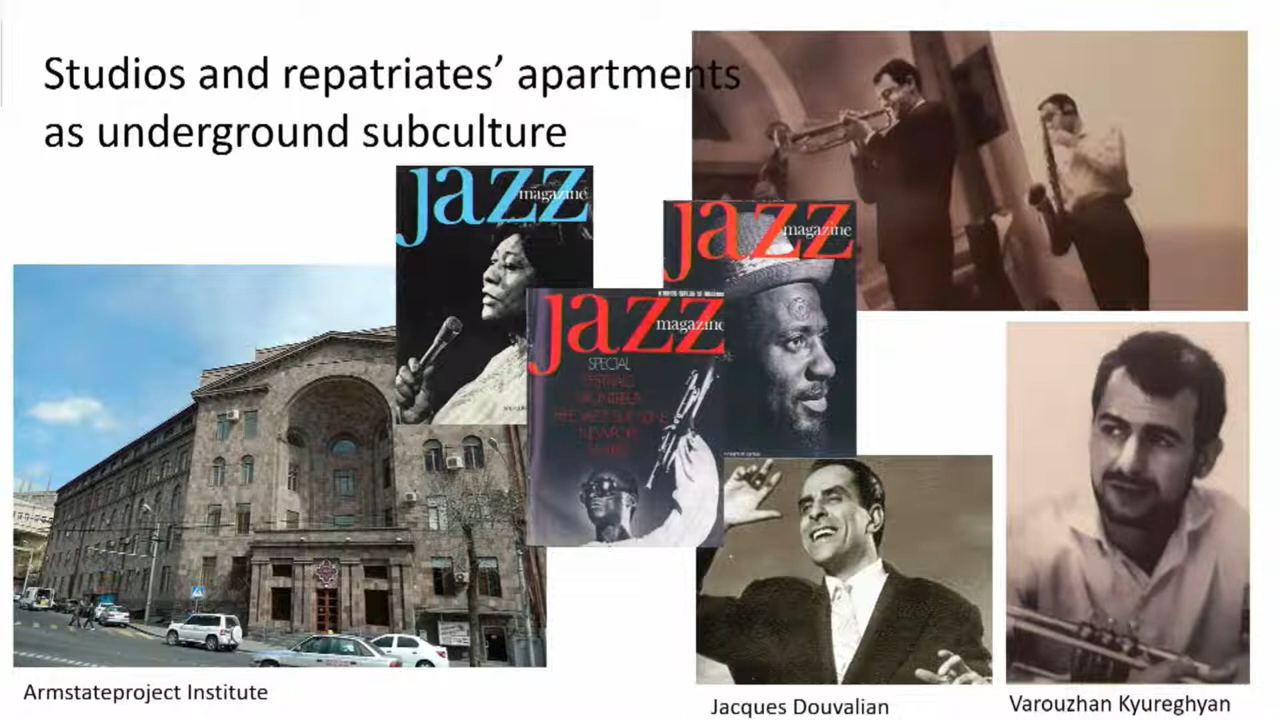 Studios and repatriates’ apartments
as underground subculture
jazz
magazine
jazz
magazine
jazz
magazine
SPECIAL
Armstateproject Institute
Jacques Douvalian
Varouzhan Kyureghyan